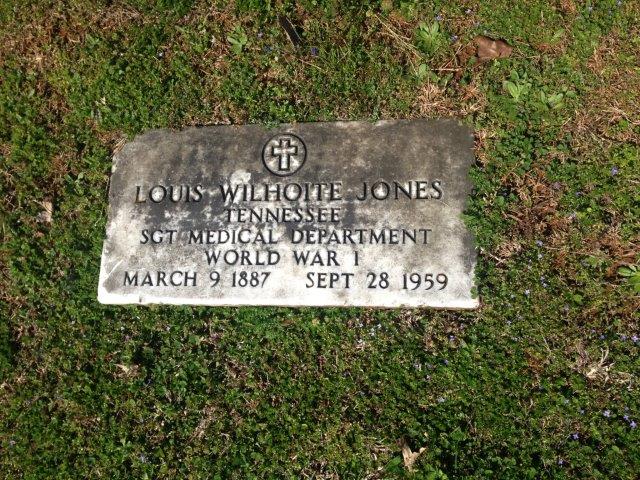 LOUIS WILHOITE JONES
TENNESSEE
SGT MEDICAL DEPARTMENT
WORLD WAR I
MARCH 9 1887 SEPT 28 1959